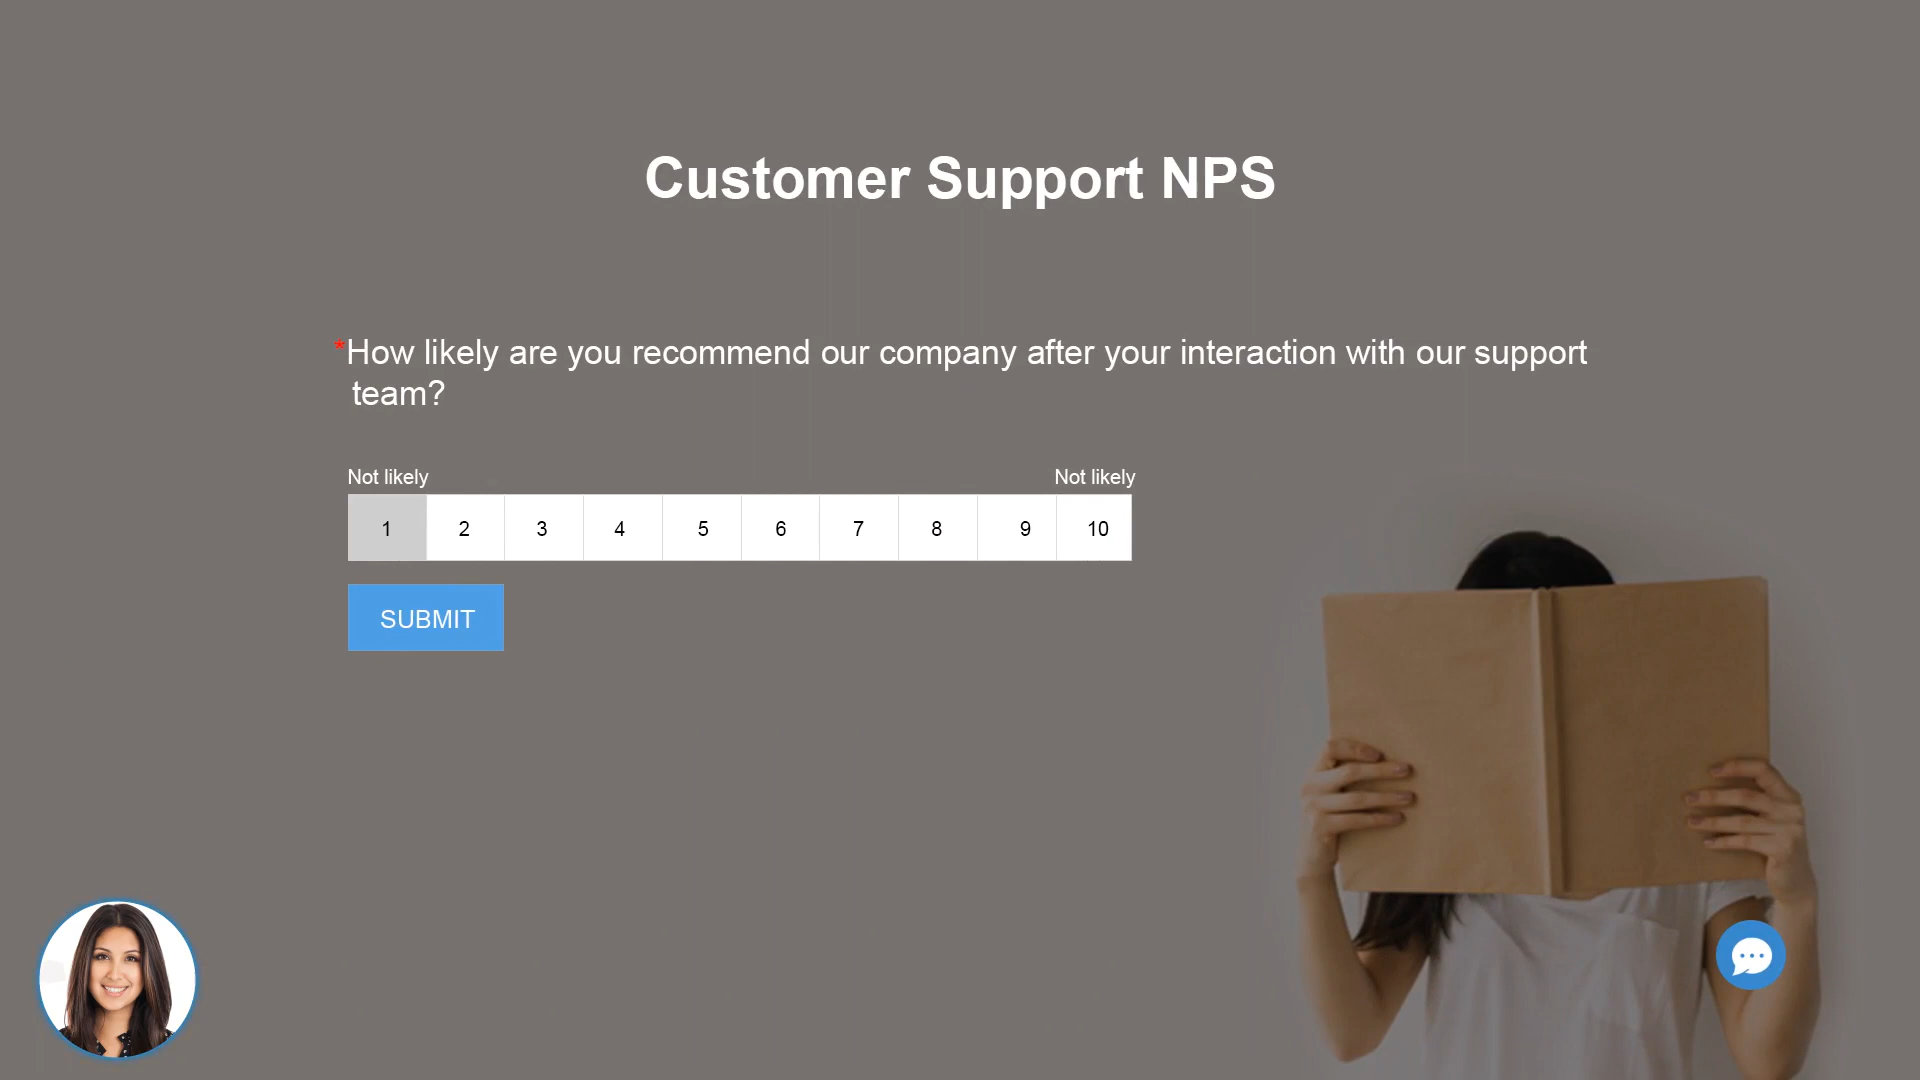 Customer Support NPS
*How likely are you recommend our company after your interaction with our support
team?
Not likely Not likely
1 2 3 4 5 6 7 8 9 10
SUBMIT